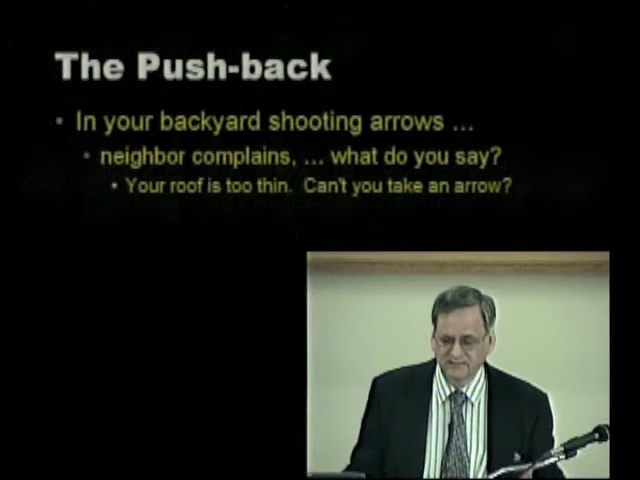 The Push-back
In your backyard shooting arrows ...
neighbor complains, ... what do you say?
Your roof is too thin. Can't you take an arrow?